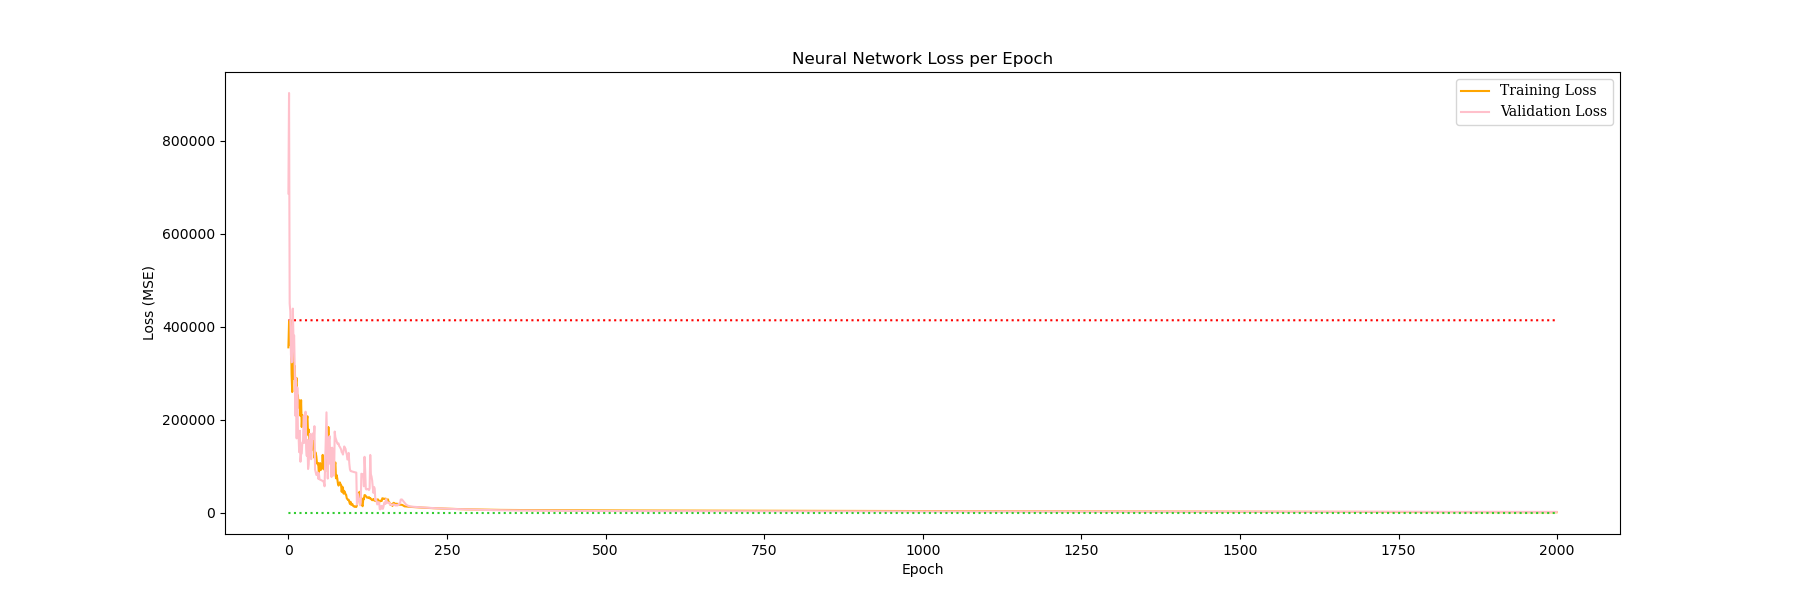 Neural Network Loss per Epoch
Training Loss
Validation Loss
Loss (MSE)
800000
600000
400000
200000
0
0 250 500 750 1000 1250 1500 1750 2000
Epoch